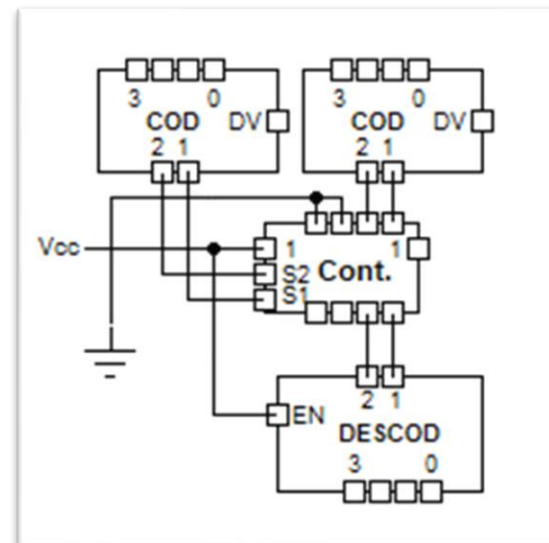 3 0 3 0
COD DV COD DV
2 1 2 1
Vcc 1 1
S2 Cont.
S1
2 1
EN
DESCOD
3 0